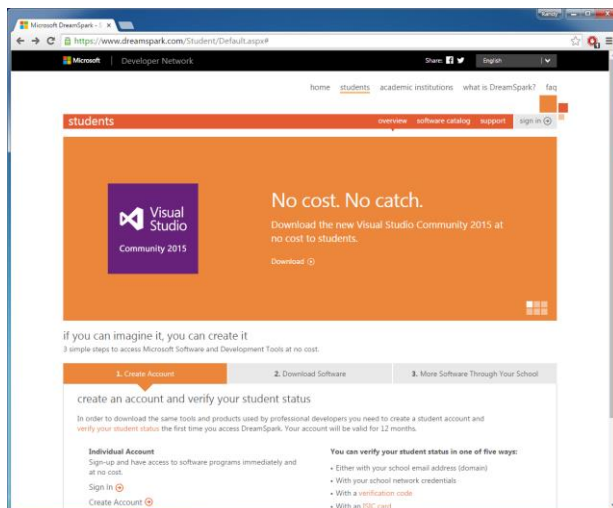 Microsoft DreamSpark - S
Randy
https://www.dreamspark.com/Student/Default.aspx#
Microsoft | Developer Network
Share:
English
home students academic institutions what is DreamSpark? faq
students
overview software catalog support sign in
Visual
Studio
Community 2015
No cost. No catch.
Download the new Visual Studio Community 2015 at
no cost to students.
Download
if you can imagine it, you can create it
3 simple steps to access Microsoft Software and Development Tools at no cost.
1. Create Account
2. Download Software
3. More Software Through Your School
create an account and verify your student status
In order to download the same tools and products used by professional developers you need to create a student account and
verify your student status the first time you access DreamSpark. Your account will be valid for 12 months.
Individual Account
Sign-up and have access to software programs immediately and
at no cost.
Sign In
Create Account
You can verify your student status in one of five ways:
• Either with your school email address (domain)
• With your school network credentials
• With a verification code
• With an ISIC card